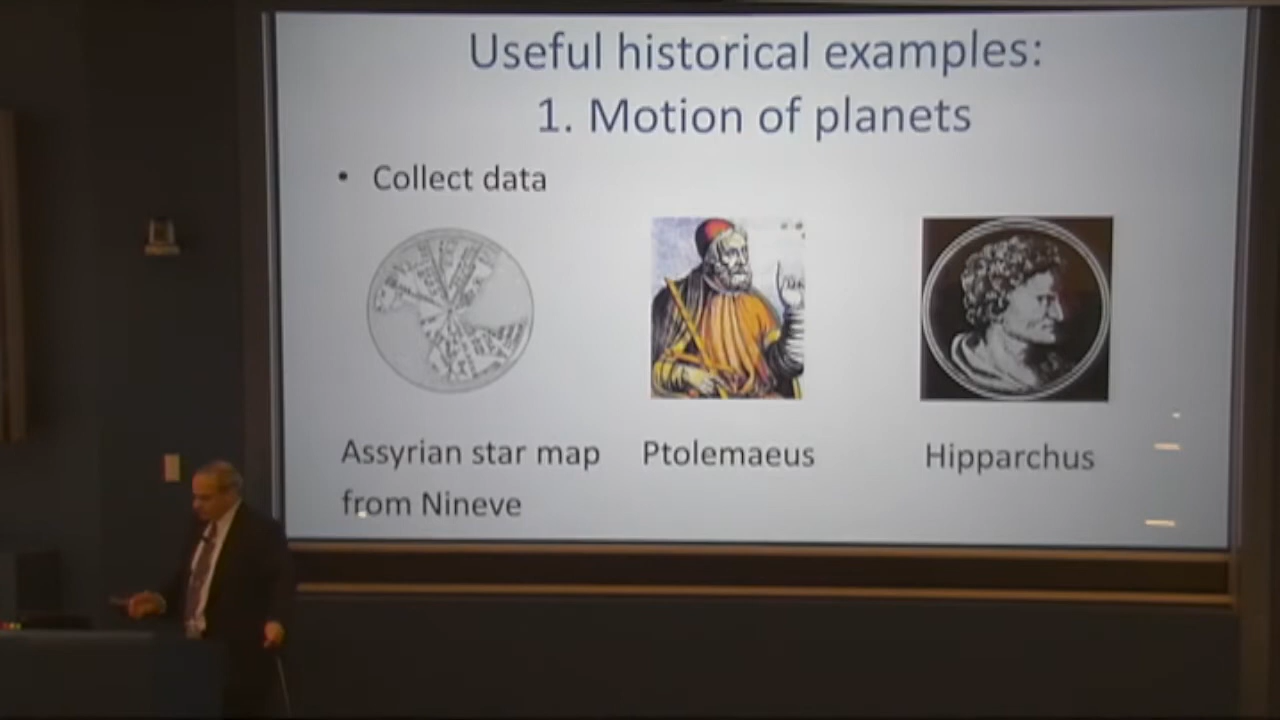 Useful historical examples:
1. Motion of planets
• Collect data
Assyrian star map
from Nineve
Ptolemaeus
Hipparchus